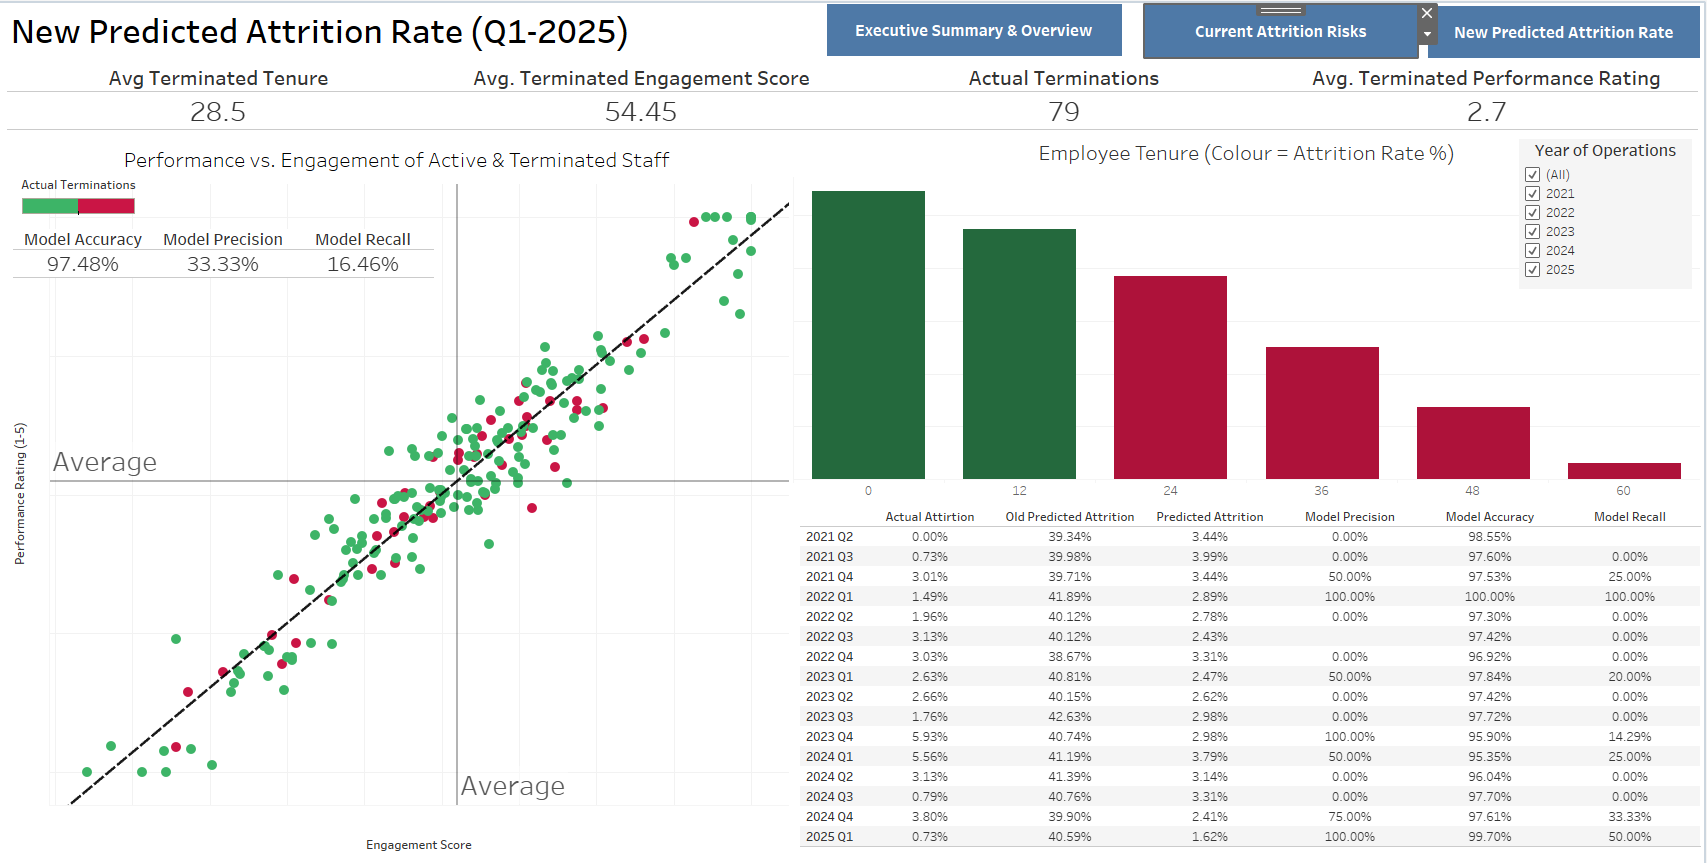 New Predicted Attrition Rate (Q1-2025)
Executive Summary & Overview
Current Attrition Risks
New Predicted Attrition Rate
Avg Terminated Tenure
Avg. Terminated Engagement Score
Actual Terminations
Avg. Terminated Performance Rating
28.5
54.45
79
2.7
Performance vs. Engagement of Active & Terminated Staff
Actual Terminations
Model Accuracy Model Precision Model Recall
97.48% 33.33% 16.46%
Average
Average
Performance Rating (1-5)
Engagement Score
Employee Tenure (Colour = Attrition Rate %)
Year of Operations
(All)
2021
2022
2023
2024
2025
0 12 24 36 48 60
Actual Attirtion Old Predicted Attrition Predicted Attrition Model Precision Model Accuracy Model Recall
2021 Q2 0.00% 39.34% 3.44% 0.00% 98.55%
2021 Q3 0.73% 39.98% 3.99% 0.00% 97.60% 0.00%
2021 Q4 3.01% 39.71% 3.44% 50.00% 97.53% 25.00%
2022 Q1 1.49% 41.89% 2.89% 100.00% 100.00% 100.00%
2022 Q2 1.96% 40.12% 2.78% 0.00% 97.30% 0.00%
2022 Q3 3.13% 40.12% 2.43% 97.42% 0.00%
2022 Q4 3.03% 38.67% 3.31% 0.00% 96.92% 0.00%
2023 Q1 2.63% 40.81% 2.47% 50.00% 97.84% 20.00%
2023 Q2 2.66% 40.15% 2.62% 0.00% 97.42% 0.00%
2023 Q3 1.76% 42.63% 2.98% 0.00% 97.72% 0.00%
2023 Q4 5.93% 40.74% 2.98% 100.00% 95.90% 14.29%
2024 Q1 5.56% 41.19% 3.79% 50.00% 95.35% 25.00%
2024 Q2 3.13% 41.39% 3.14% 0.00% 96.04% 0.00%
2024 Q3 0.79% 40.76% 3.31% 0.00% 97.70% 0.00%
2024 Q4 3.80% 39.90% 2.41% 75.00% 97.61% 33.33%
2025 Q1 0.73% 40.59% 1.62% 100.00% 99.70% 50.00%